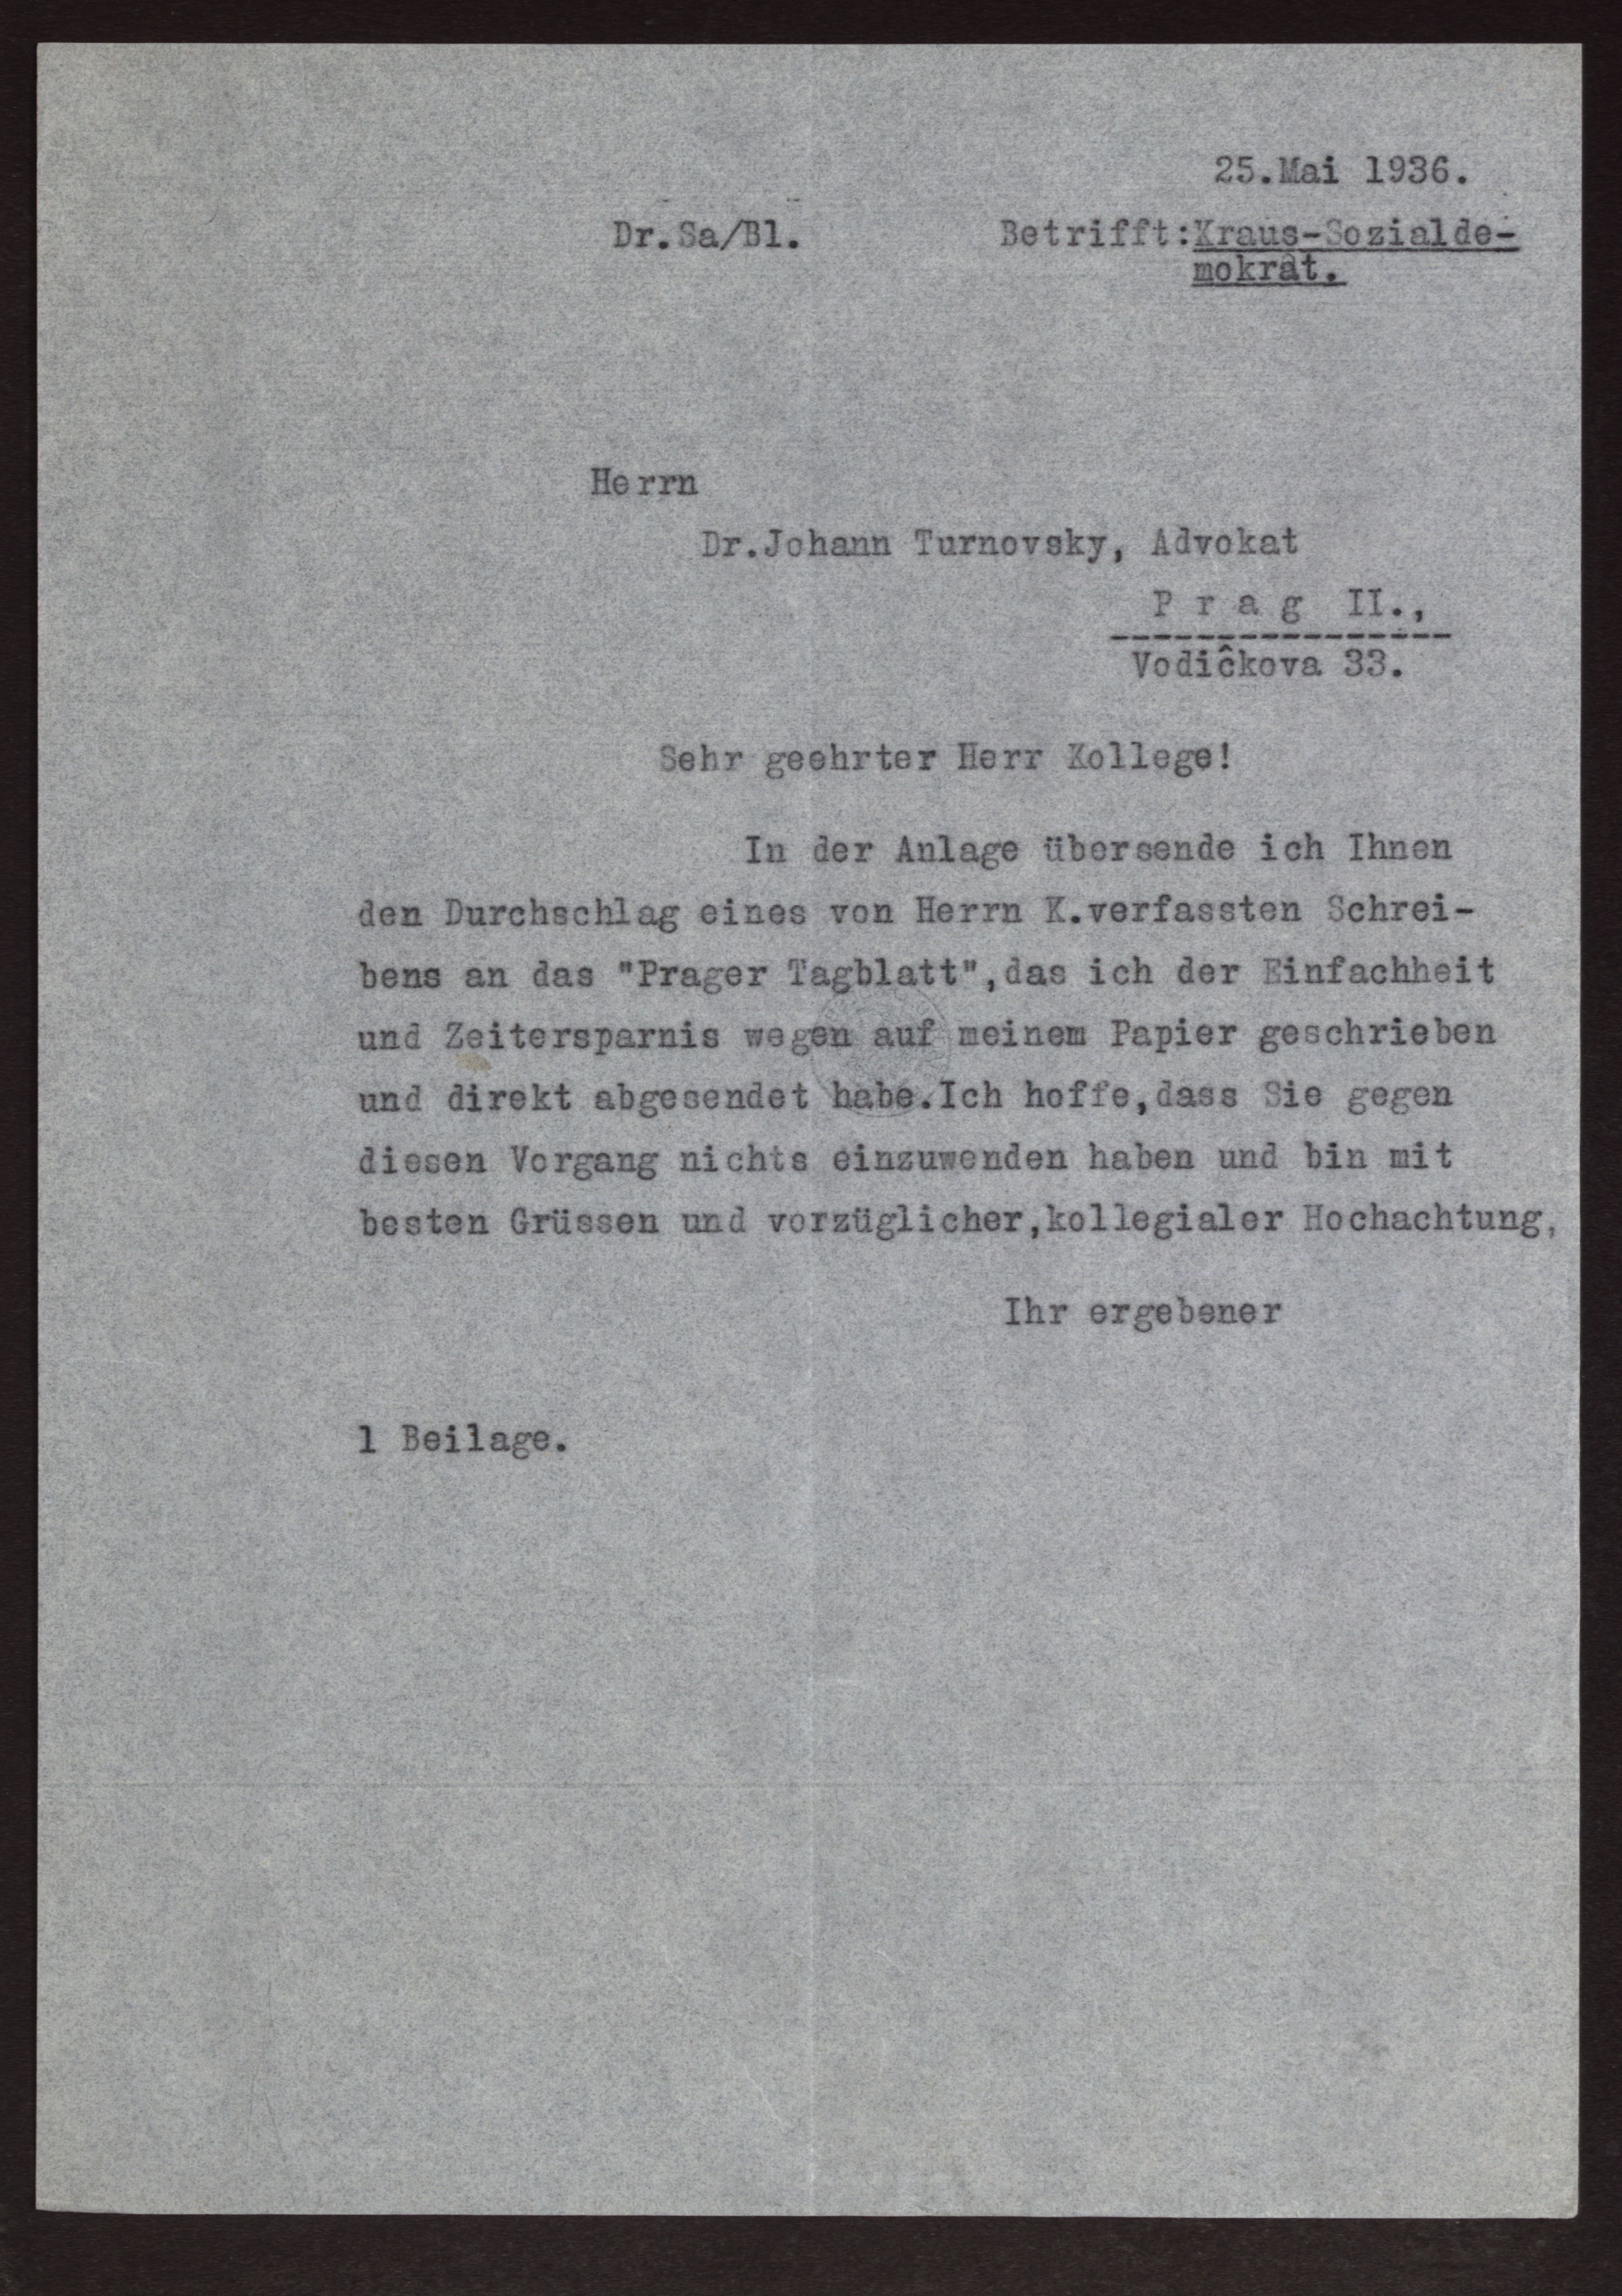 25.Mai 1936.
Dr.Sa/Bl. Betrifft:Kraus-Sozialde-
mokrat.
Herrn
Dr.Johann Turnovsky, Advokat
P r a g II.,
Vodiĉkova 33.
Sehr geehrter Herr Kollege!
In der Anlage übersende ich Ihnen
den Durchschlag eines von Herrn K.verfassten Schrei-
bens an das "Prager Tagblatt",das ich der Einfachheit
und Zeitersparnis wegen auf meinem Papier geschrieben
und direkt abgesendet habe.Ich hoffe,dass Sie gegen
diesen Vorgang nichts einzuwenden haben und bin mit
besten Grüssen und vorzüglicher,kollegialer Hochachtung,
Ihr ergebener
1 Beilage.